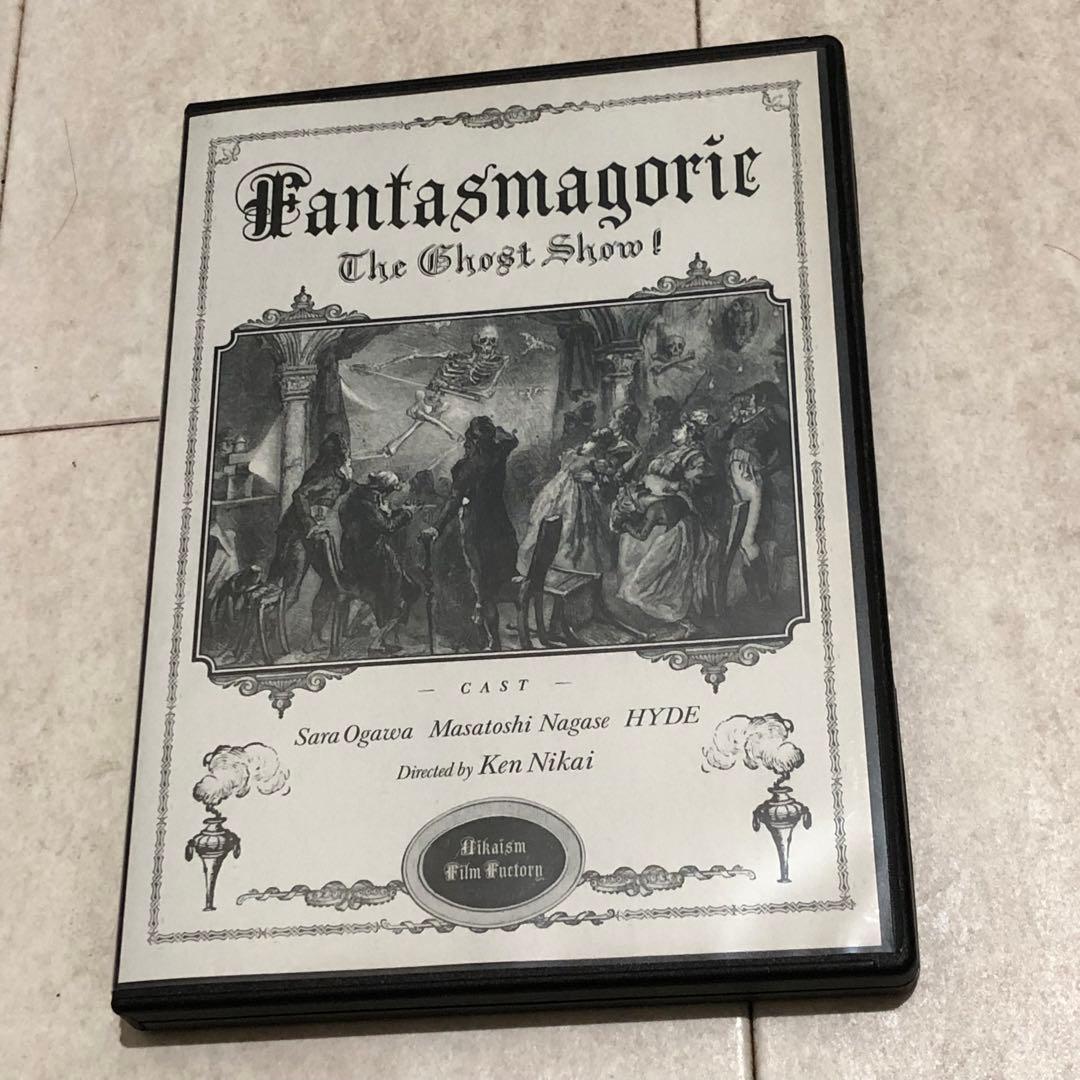 Fantasmagorie
The Ghost Show!
— CAST —
Sara Ogawa Masatoshi Nagase HYDE
Directed by Ken Nikai
Nikaism
Film Factory